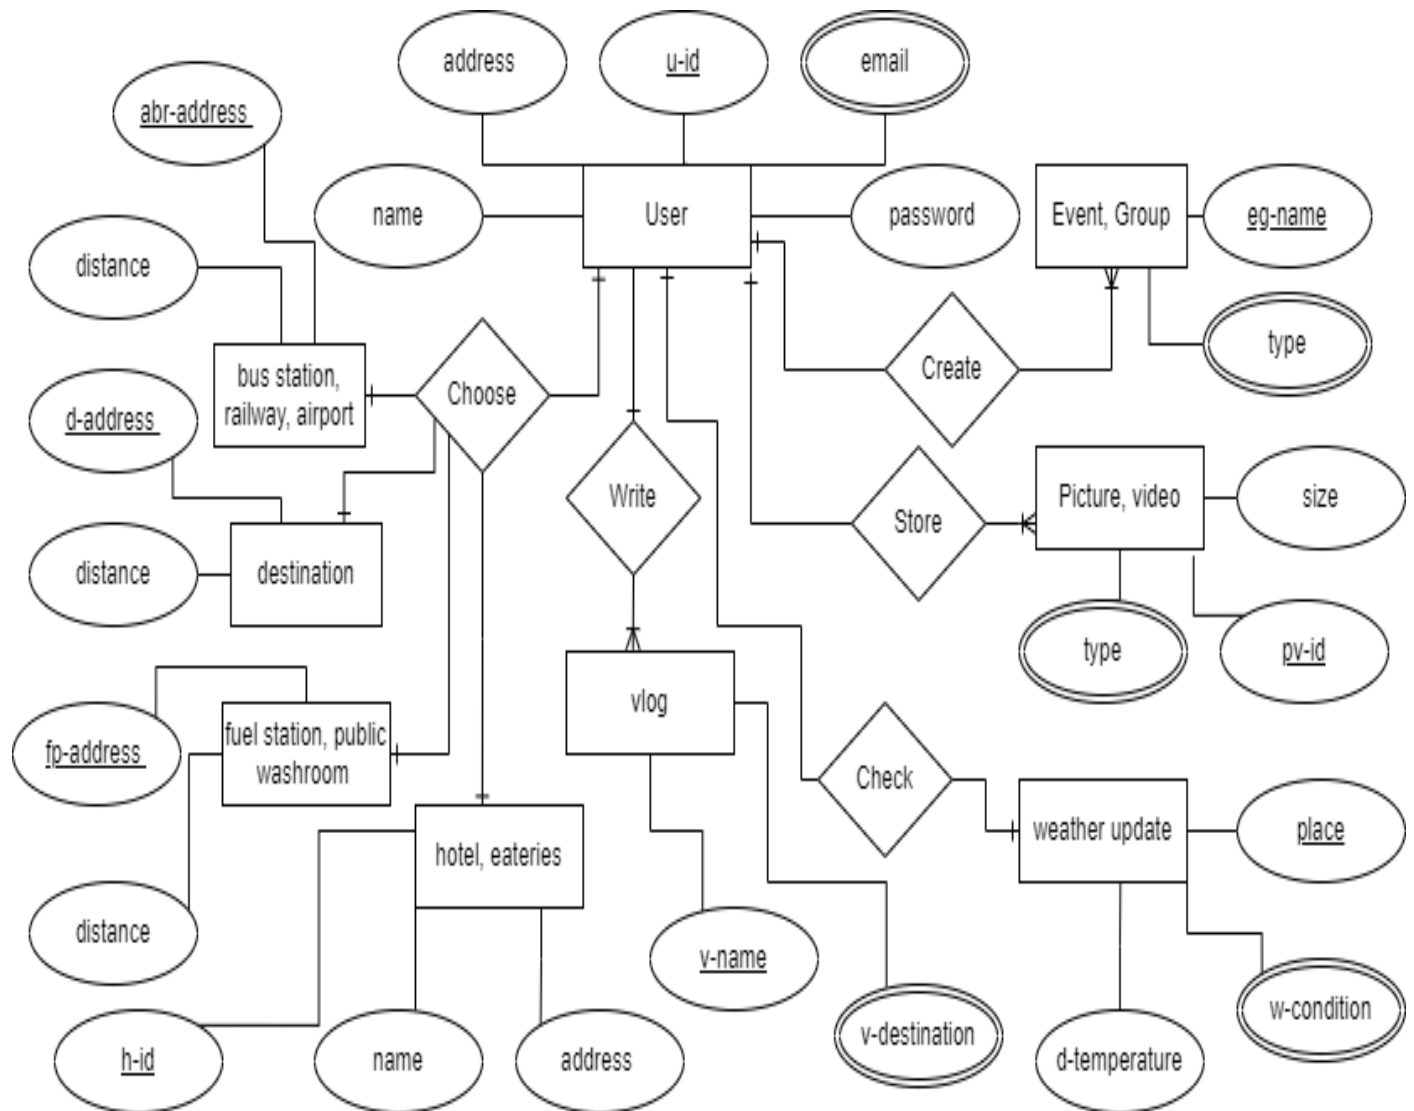 address
u-id
email
abr-address
name
User
password
Event, Group
eg-name
distance
type
bus station,
railway, airport
Choose
Create
d-address
Write
Store
Picture, video
size
distance
destination
type
pv-id
vlog
fp-address
fuel station, public
washroom
Check
weather update
place
hotel, eateries
distance
v-name
w-condition
v-destination
h-id
name
address
d-temperature